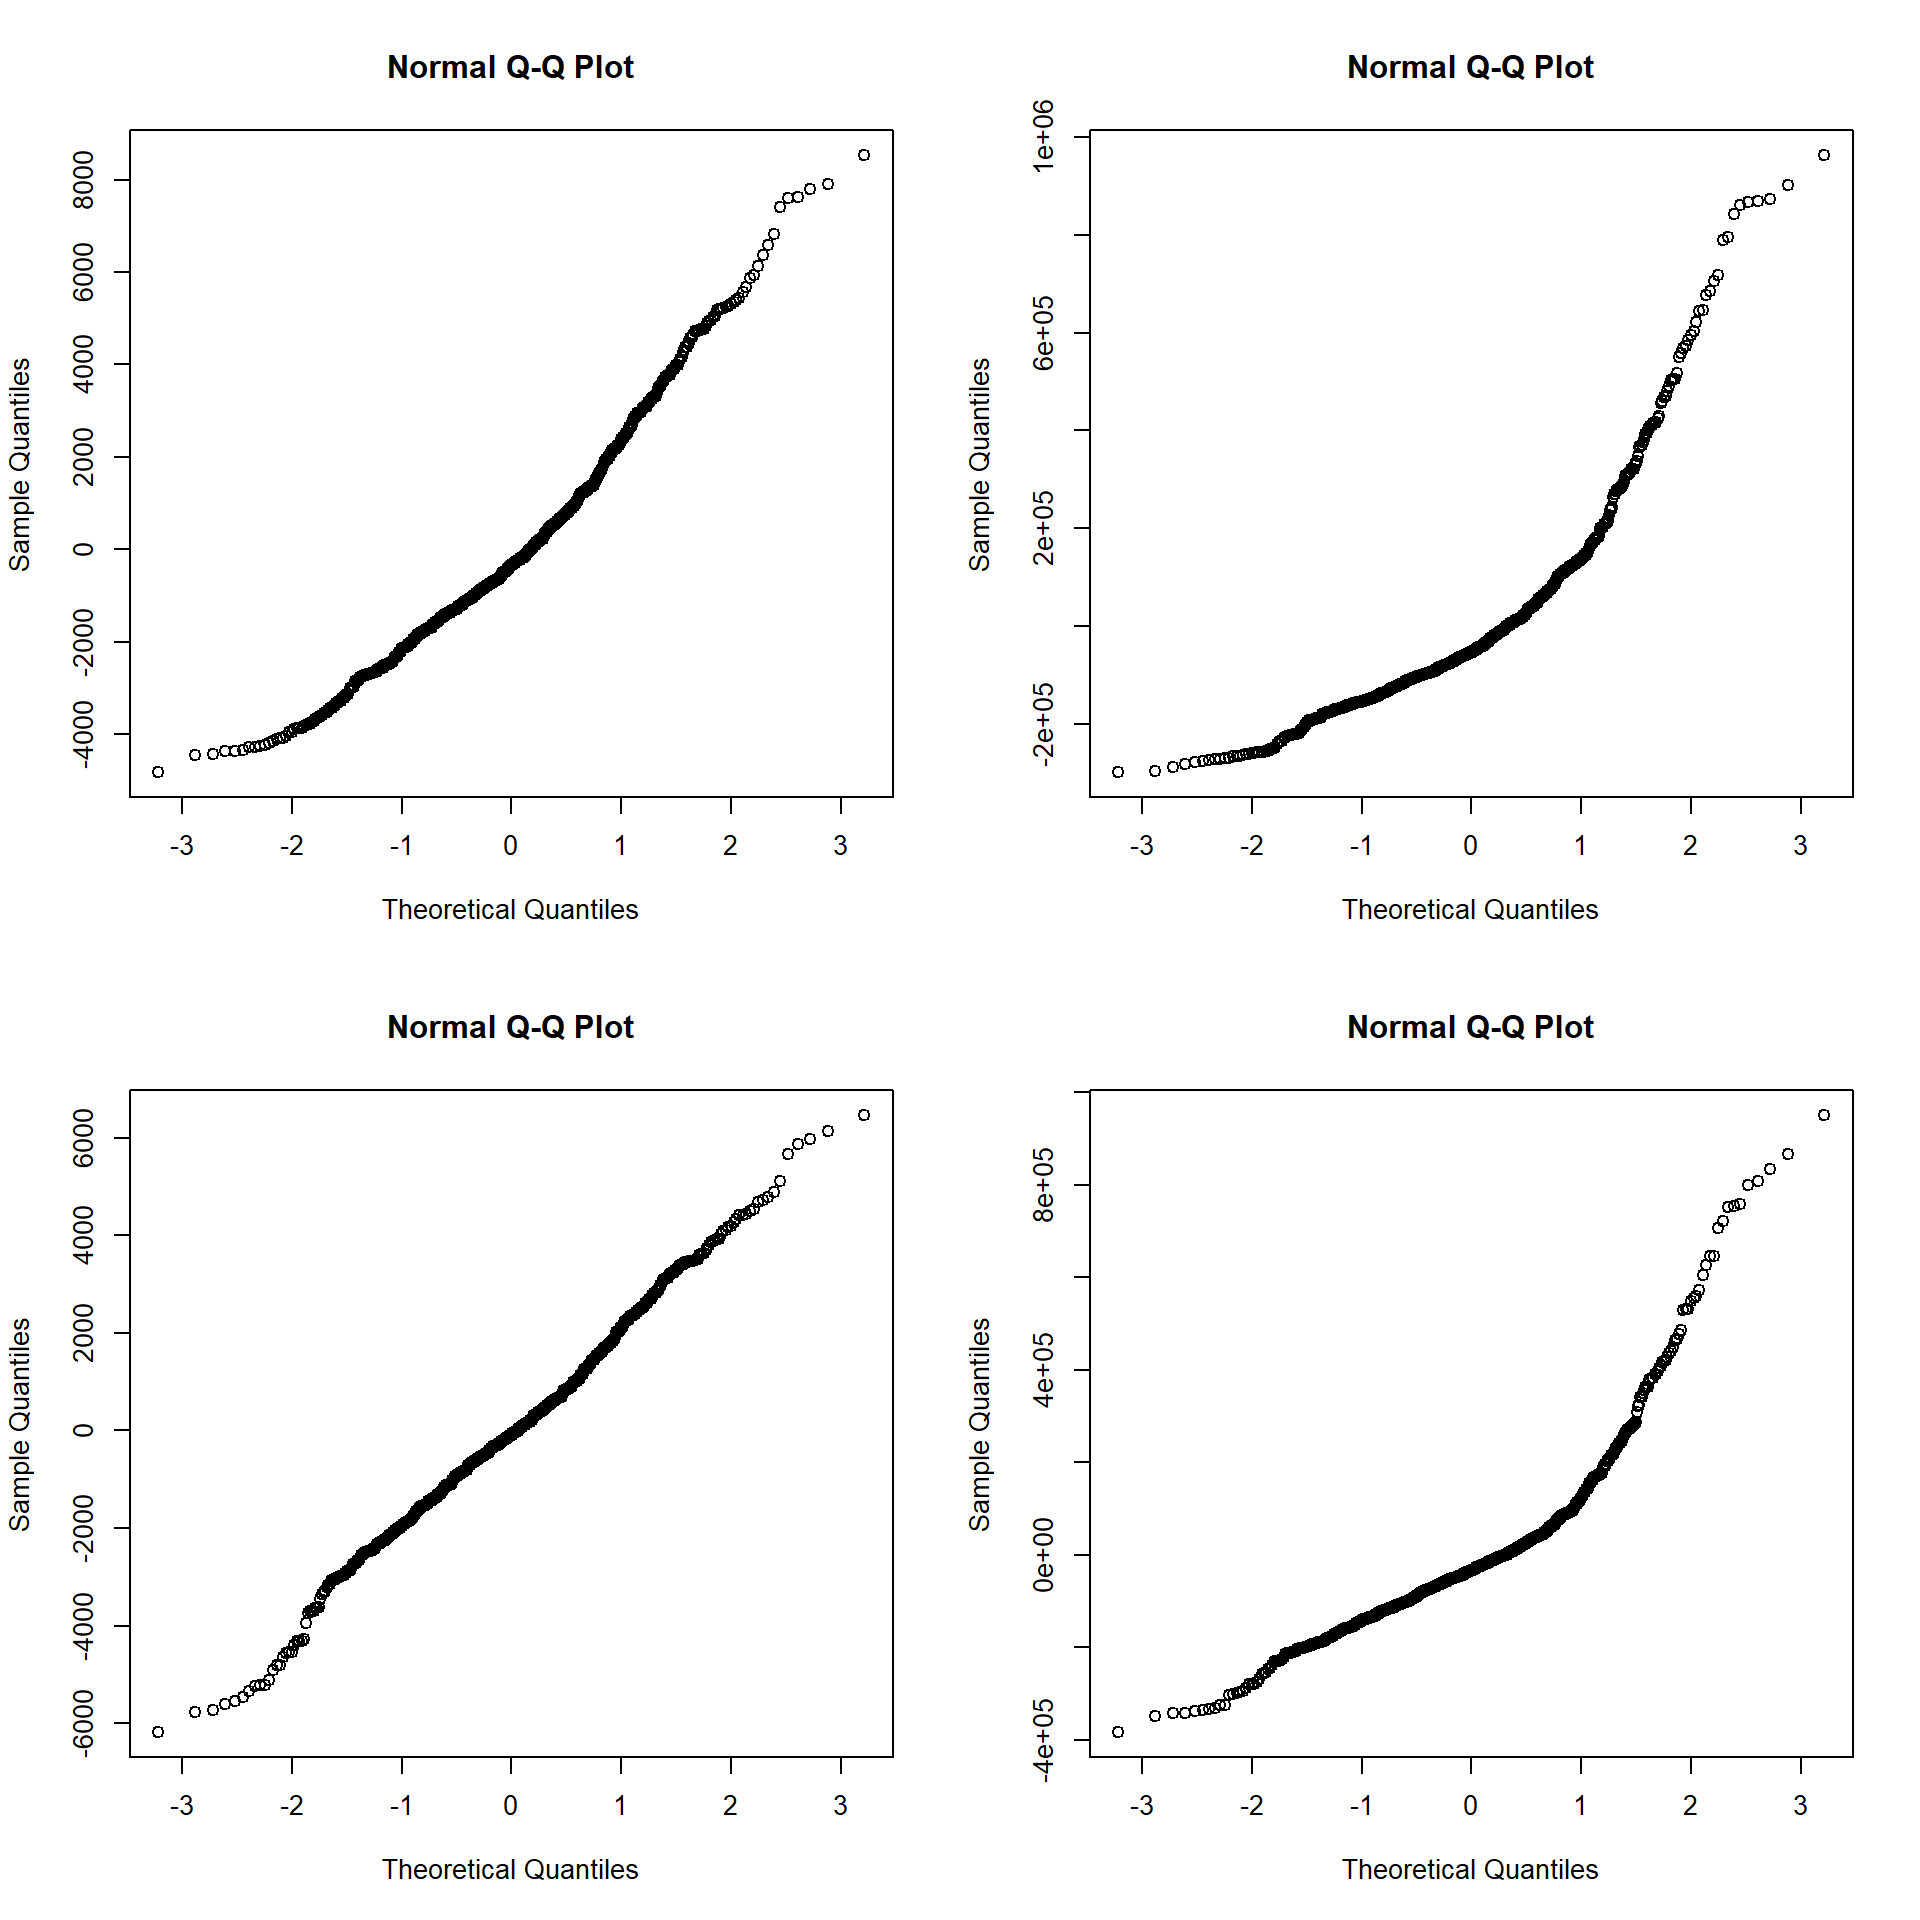 Normal Q-Q Plot
Sample Quantiles
8000
6000
4000
2000
0
-2000
-4000
-3 -2 -1 0 1 2 3
Theoretical Quantiles
Normal Q-Q Plot
Sample Quantiles
1e+06
6e+05
2e+05
-2e+05
-3 -2 -1 0 1 2 3
Theoretical Quantiles
Normal Q-Q Plot
Sample Quantiles
6000
4000
2000
0
-2000
-4000
-6000
-3 -2 -1 0 1 2 3
Theoretical Quantiles
Normal Q-Q Plot
Sample Quantiles
8e+05
4e+05
0e+00
-4e+05
-3 -2 -1 0 1 2 3
Theoretical Quantiles